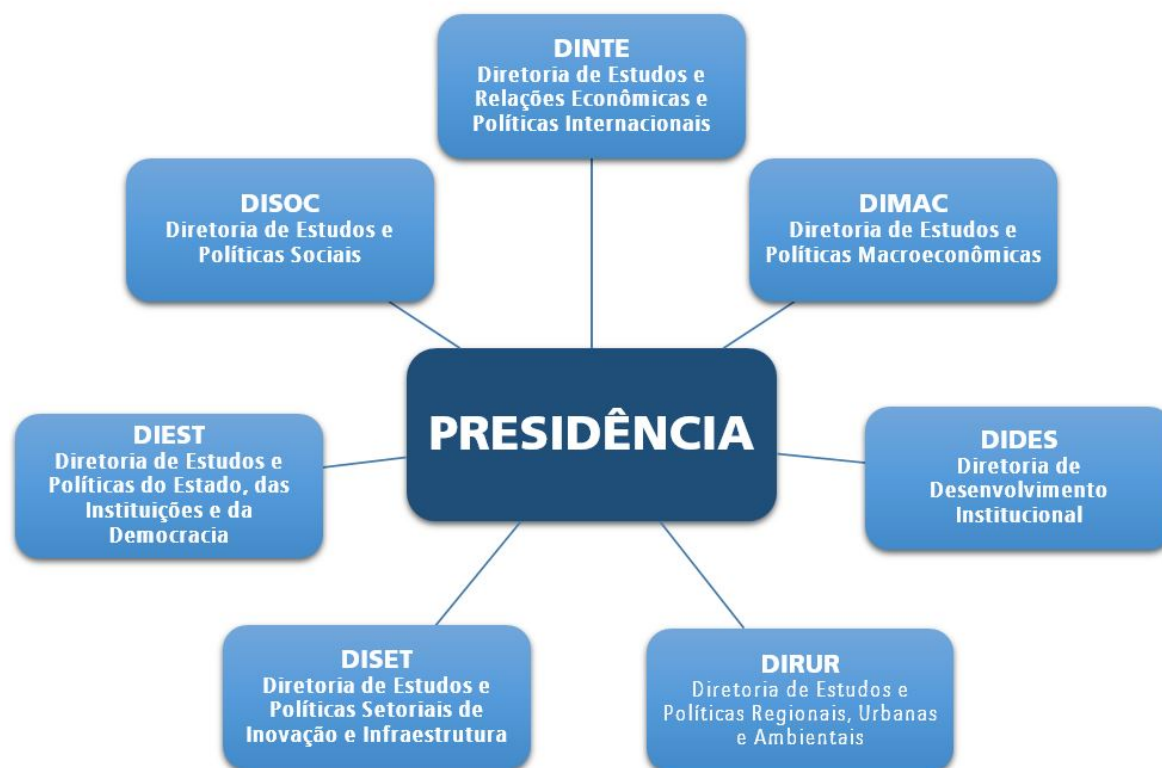 DINTE
Diretoria de Estudos e
Relações Econômicas e
Políticas Internacionais
DISOC
Diretoria de Estudos e
Políticas Sociais
DIMAC
Diretoria de Estudos e
Políticas Macroeconômicas
PRESIDÊNCIA
DIEST
Diretoria de Estudos e
Políticas do Estado, das
Instituições e da
Democracia
DIDES
Diretoria de
Desenvolvimento
Institucional
DISET
Diretoria de Estudos e
Políticas Setoriais de
Inovação e Infraestrutura
DIRUR
Diretoria de Estudos e
Políticas Regionais, Urbanas
e Ambientais